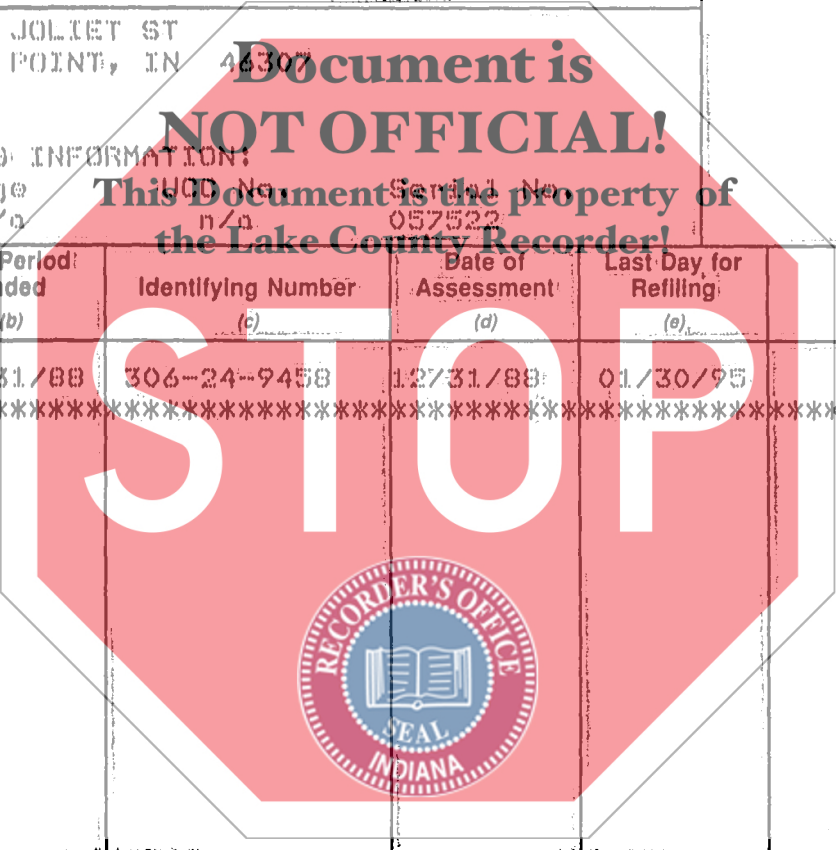 JOLIET ST
POINT, IN 46307
Document is
NOT OFFICIAL!
INFORMATION:
UCD No. Serial No.
This Document is the property of
n/a 057522
the Lake County Recorder!
Period
Identifying Number
Date of
Assessment
Last Day for
Refiling
(b) (c) (d) (e)
31/88 306-24-9458 12/31/88 01/30/95
********************************************************
STOP
RECORDER'S OFFICE
SEAL
INDIANA